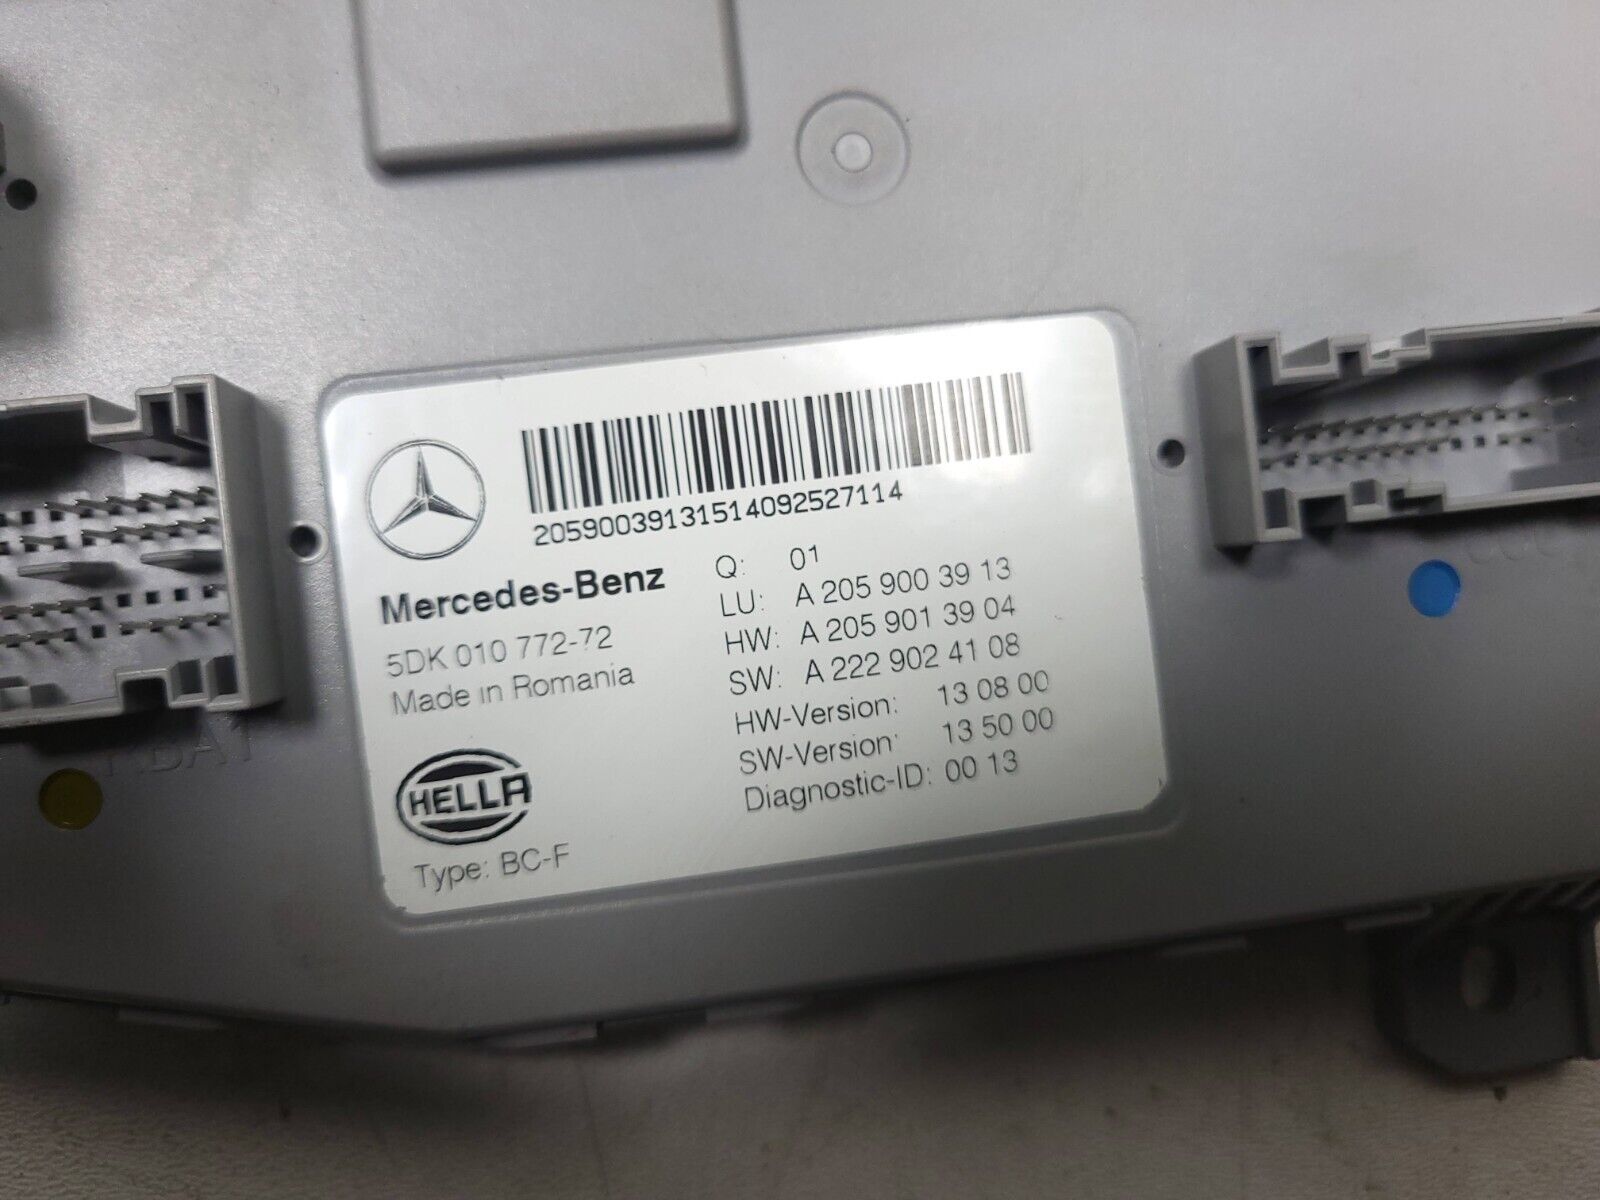 205900391315140925​27114
Mercedes-Benz
5DK 010 772-72
Made in Romania
HELLA
Type: BC-F
Q: 01
LU: A 205 900 39 13
HW: A 205 901 39 04
SW: A 222 902 41 08
HW-Version: 13 08 00
SW-Version: 13 50 00
Diagnostic-ID: 00 13